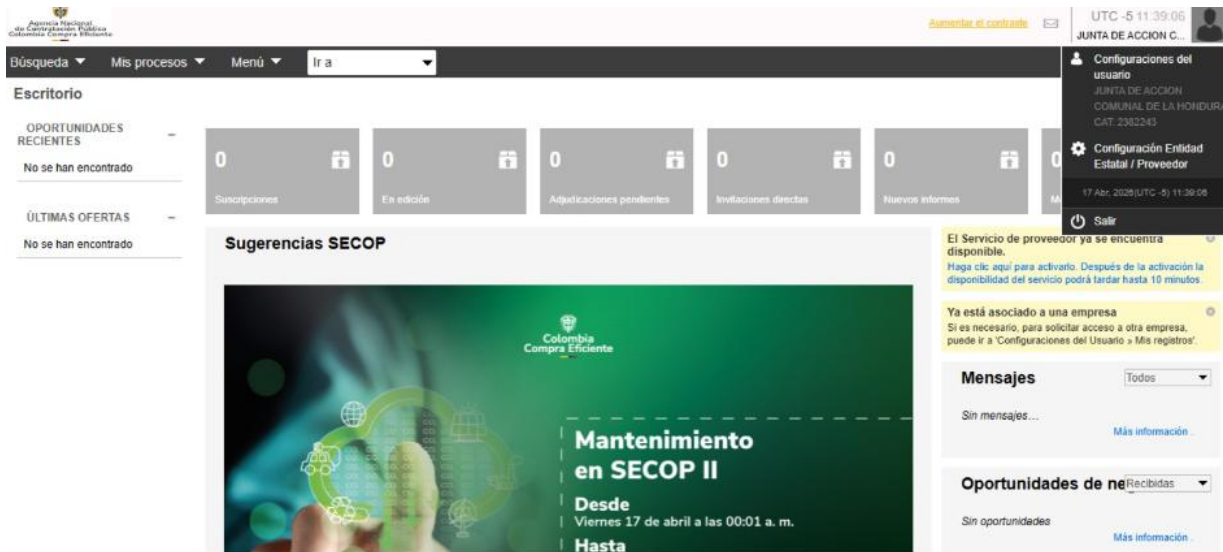 Agencia Nacional
de Contratación Pública
Colombia Compra Eficiente
Aumentar el contraste
UTC -5 11:39:06
JUNTA DE ACCION C...
Búsqueda
Mis procesos
Menú
Ir a
Configuraciones del
usuario
JUNTA DE ACCION
COMUNAL DE LA HONDURA
CAT: 2382243
Configuración Entidad
Estatal / Proveedor
17 Abr, 2026(UTC -5) 11:39:06
Salir
Escritorio
OPORTUNIDADES
RECIENTES
No se han encontrado
ÚLTIMAS OFERTAS
No se han encontrado
0
Suscripciones
0
En edición
0
Adjudicaciones pendientes
0
Invitaciones directas
0
Nuevos informes
0
Sugerencias SECOP
Colombia
Compra Eficiente
Mantenimiento
en SECOP II
Desde
Viernes 17 de abril a las 00:01 a. m.
Hasta
El Servicio de proveedor ya se encuentra
disponible.
Haga clic aquí para activarlo. Después de la activación la
disponibilidad del servicio podrá tardar hasta 10 minutos.
Ya está asociado a una empresa
Si es necesario, para solicitar acceso a otra empresa,
puede ir a 'Configuraciones del Usuario » Mis registros'.
Mensajes
Todos
Sin mensajes...
Más información
Oportunidades de ne
Recibidas
Sin oportunidades
Más información